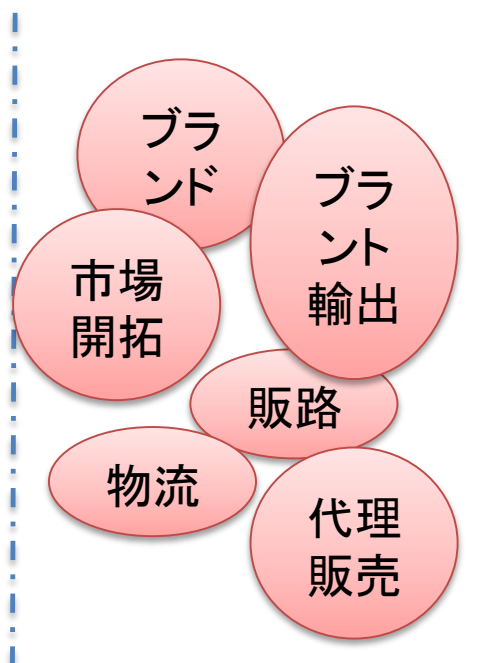 ブラ
ンド
ブラ
ント
輸出
市場
開拓
販路
物流
代理
販売